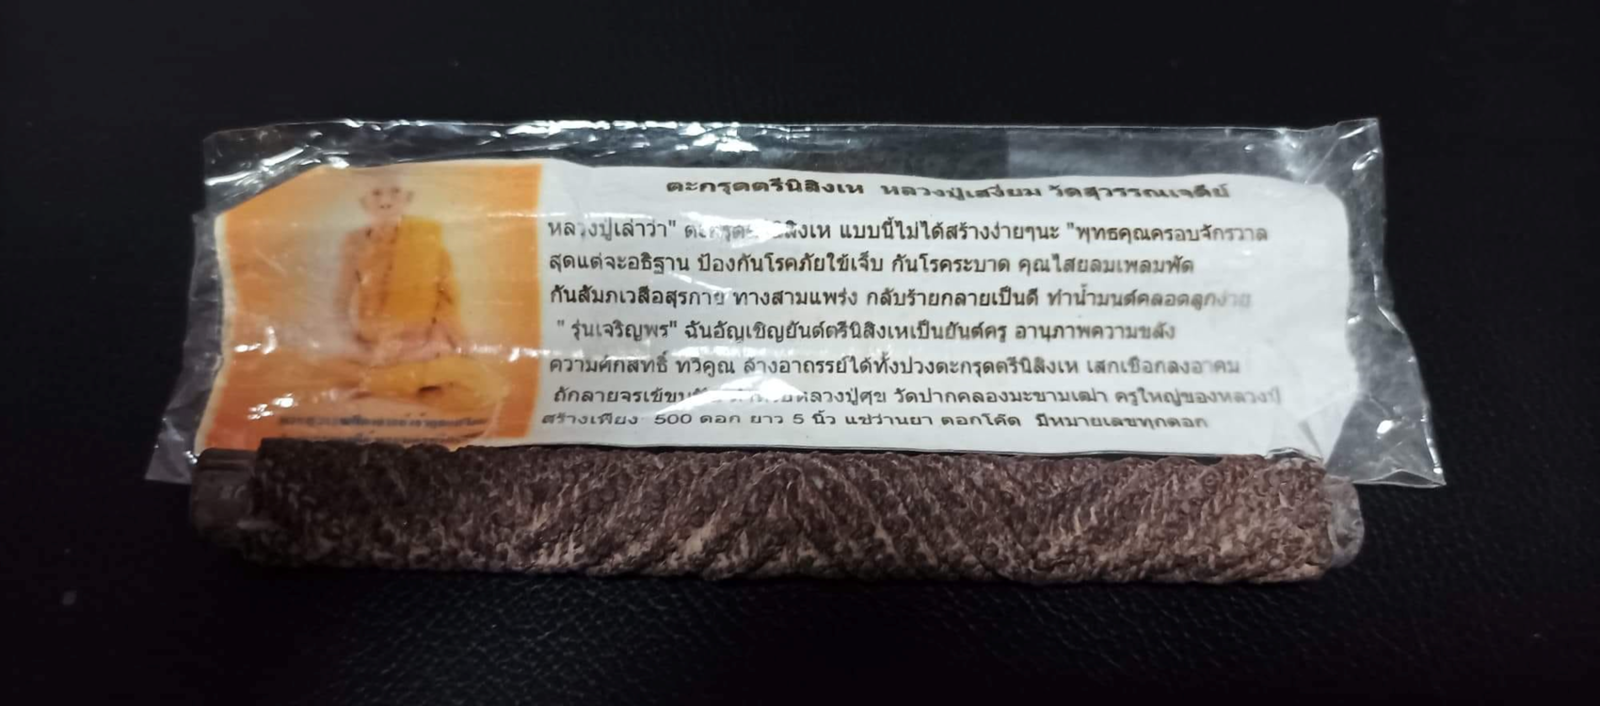 ตะกรุดตรีนิสิงเห หลวงปู่เสงี่ยม วัดสุวรรณเจดีย์
หลวงปู่เล่าว่า" ตะกรุดตรีนิสิงเห แบบนี้ไม่ได้สร้างง่ายๆนะ "พุทธคุณครอบจักรวาล
สุดแต่จะอธิฐาน ป้องกันโรคภัยใข้เจ็บ กันโรคระบาด คุณไสยลมเพลมพัด
กันสัมภเวสีอสุรกาย ทางสามแพร่ง กลับร้ายกลายเป็นดี ทำน้ำมนต์คลอดลูกง่าย
" รุ่นเจริญพร" ฉันอัญเชิญยันต์ตรีนิสิงเหเป็นยันต์ครู อานุภาพความขลัง
ความศักสิทธิ์ ทวีคูณ ล้างอาถรรย์ได้ทั้งปวงตะกรุดตรีนิสิงเห เสกเชือกลงอาคม
ถักลายจรเข้ หลวงปู่ศุข วัดปากคลองมะขามเฒ่า ครูใหญ่ของหลวงปู่
สร้างเพียง 500 ดอก ยาว 5 นิ้ว แช่ว่านยา ตอกโค๊ด มีหมายเลขทุกดอก